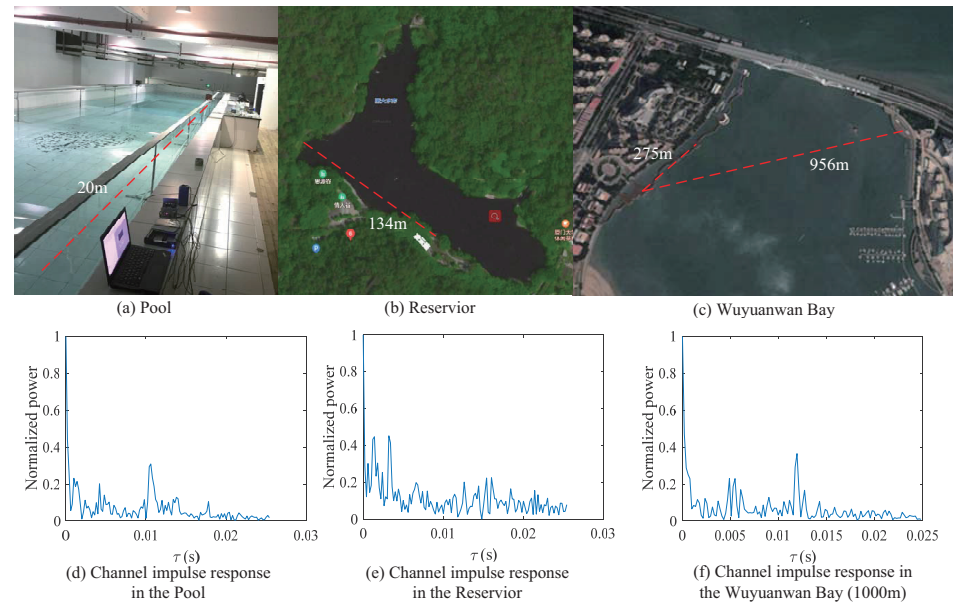 20m
134m
275m
956m
(a) Pool
(b) Reservior
(c) Wuyuanwan Bay
1
0.8
0.6
0.4
0.2
0
0
0.01
0.02
0.03
Normalized power
τ (s)
(d) Channel impulse response
in the Pool
1
0.8
0.6
0.4
0.2
0
0
0.01
0.02
0.03
Normalized power
τ (s)
(e) Channel impulse response
in the Reservior
1
0.8
0.6
0.4
0.2
0
0
0.005
0.01
0.015
0.02
0.025
Normalized power
τ (s)
(f) Channel impulse response in
the Wuyuanwan Bay (1000m)